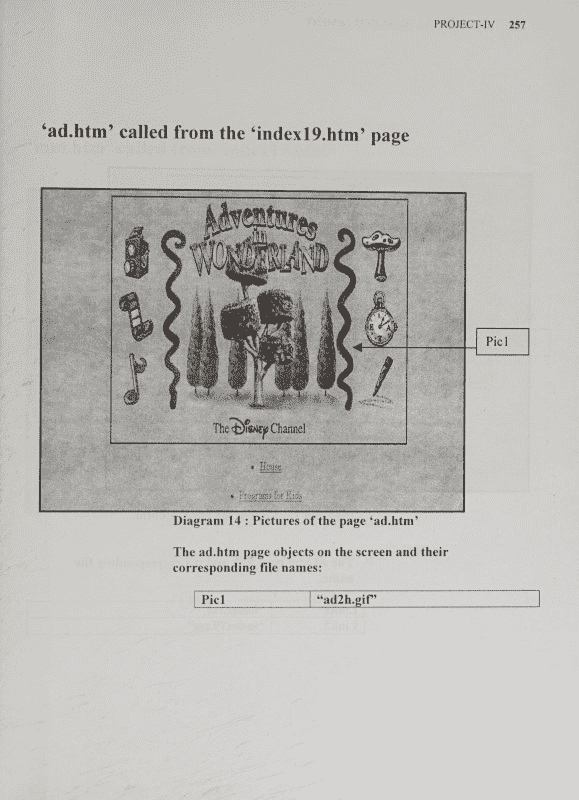 PROJECT-IV 257
‘ad.htm’ called from the ‘index19.htm’ page
Adventures
in
WONDERLAND
Pic1
The Disney Channel
• House
• Programs for Kids
Diagram 14 : Pictures of the page ‘ad.htm’
The ad.htm page objects on the screen and their
corresponding file names:
Pic1 “ad2h.gif”